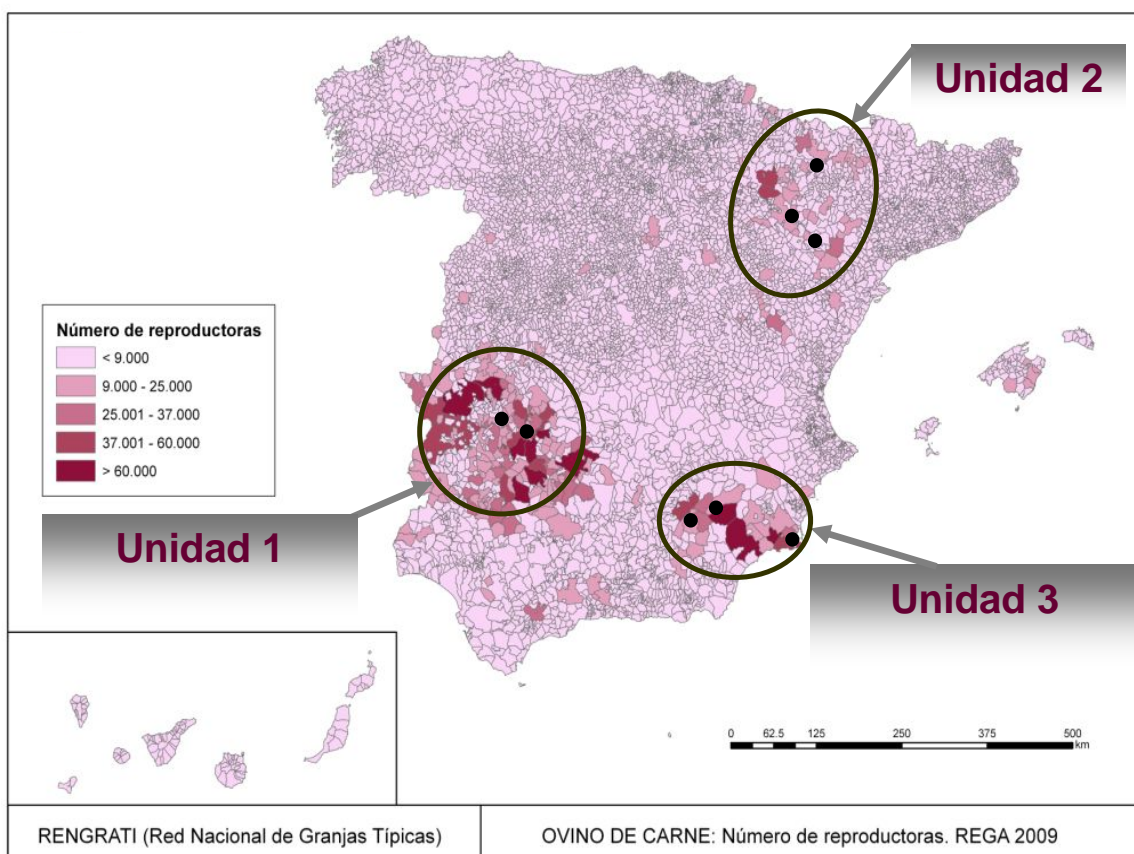 Unidad 2
Número de reproductoras
< 9.000
9.000 - 25.000
25.001 - 37.000
37.001 - 60.000
> 60.000
Unidad 1
Unidad 3
0 62.5 125 250 375 500
km
RENGRATI (Red Nacional de Granjas Típicas)
OVINO DE CARNE: Número de reproductoras. REGA 2009